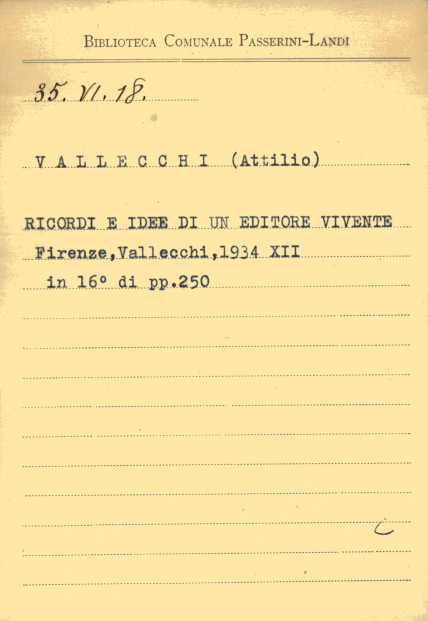 BIBLIOTECA COMUNALE PASSERINI-LANDI
35. VI. 18.
VALLECCHI (Attilio)
RICORDI E IDEE DI UN EDITORE VIVENTE
Firenze,Vallecchi,1934 XII
in 16° di pp.250